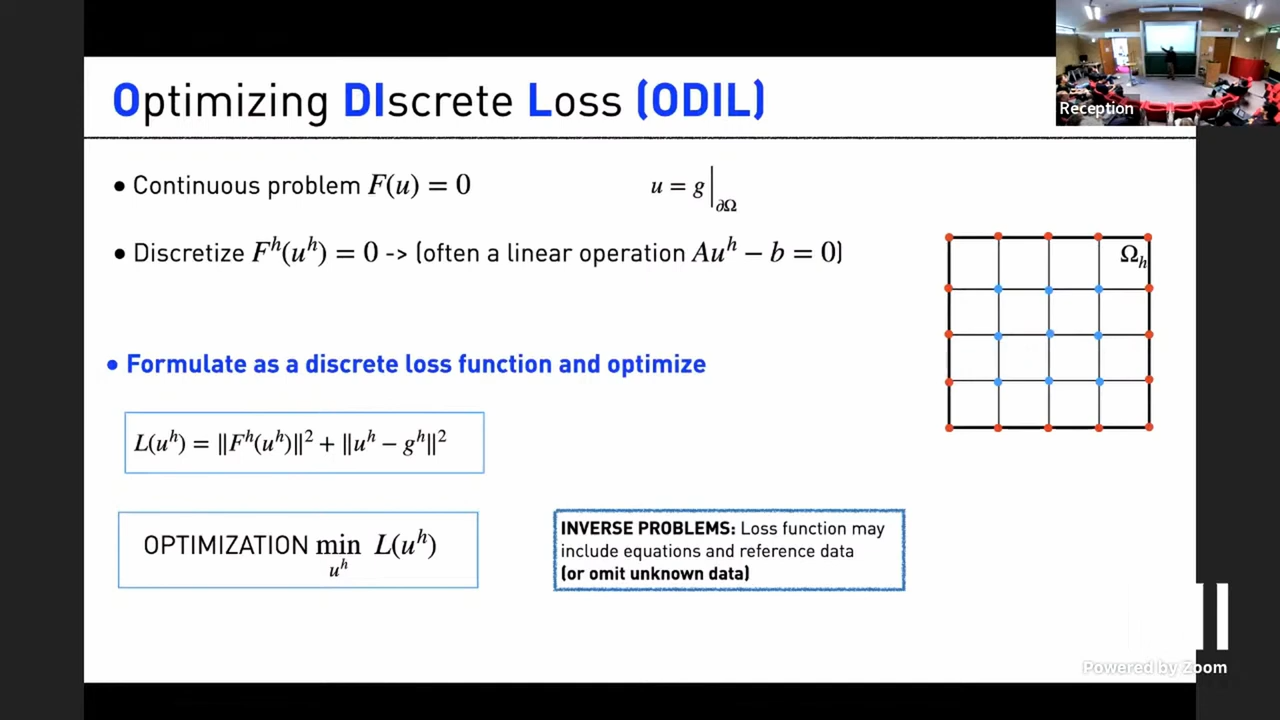 Optimizing DIscrete Loss (ODIL)
Reception
• Continuous problem F(u) = 0
u = g|∂Ω
• Discretize Fʰ(uʰ) = 0 -> (often a linear operation Auʰ − b = 0)
Ωₕ
• Formulate as a discrete loss function and optimize
L(uʰ) = ||Fʰ(uʰ)||² + ||uʰ − gʰ||²
OPTIMIZATION min L(uʰ)
uʰ
INVERSE PROBLEMS: Loss function may
include equations and reference data
(or omit unknown data)
Powered by Zoom